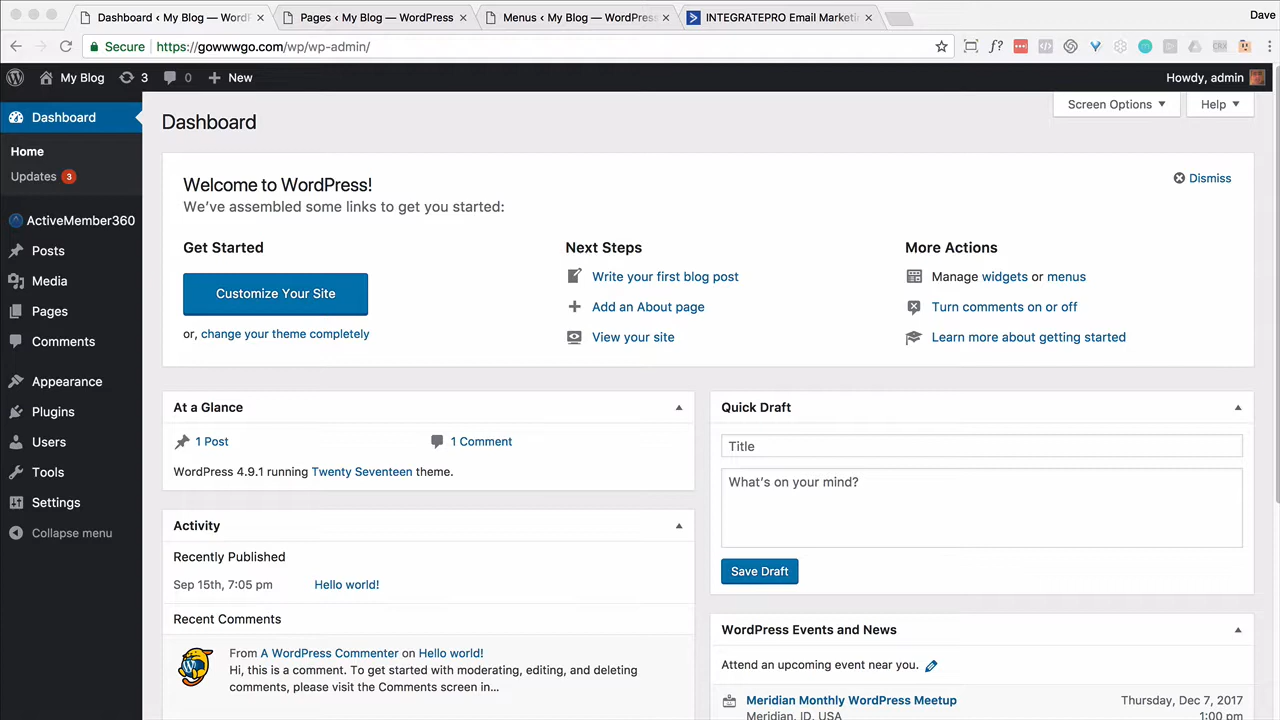 Dashboard ‹ My Blog — WordP
Pages ‹ My Blog — WordPress
Menus ‹ My Blog — WordPress
INTEGRATEPRO Email Marketin
Dave
Secure https://gowwwgo.com/wp/wp-admin/
My Blog 3 0 New
Howdy, admin
Dashboard
Home
Updates 3
ActiveMember360
Posts
Media
Pages
Comments
Appearance
Plugins
Users
Tools
Settings
Collapse menu
Dashboard
Screen Options
Help
Welcome to WordPress!
We've assembled some links to get you started:
Dismiss
Get Started
Customize Your Site
or, change your theme completely
Next Steps
Write your first blog post
Add an About page
View your site
More Actions
Manage widgets or menus
Turn comments on or off
Learn more about getting started
At a Glance
1 Post
1 Comment
WordPress 4.9.1 running Twenty Seventeen theme.
Activity
Recently Published
Sep 15th, 7:05 pm Hello world!
Recent Comments
From A WordPress Commenter on Hello world!
Hi, this is a comment. To get started with moderating, editing, and deleting
comments, please visit the Comments screen in...
Quick Draft
Title
What's on your mind?
Save Draft
WordPress Events and News
Attend an upcoming event near you.
Meridian Monthly WordPress Meetup
Thursday, Dec 7, 2017
Meridian, ID, USA
1:00 pm